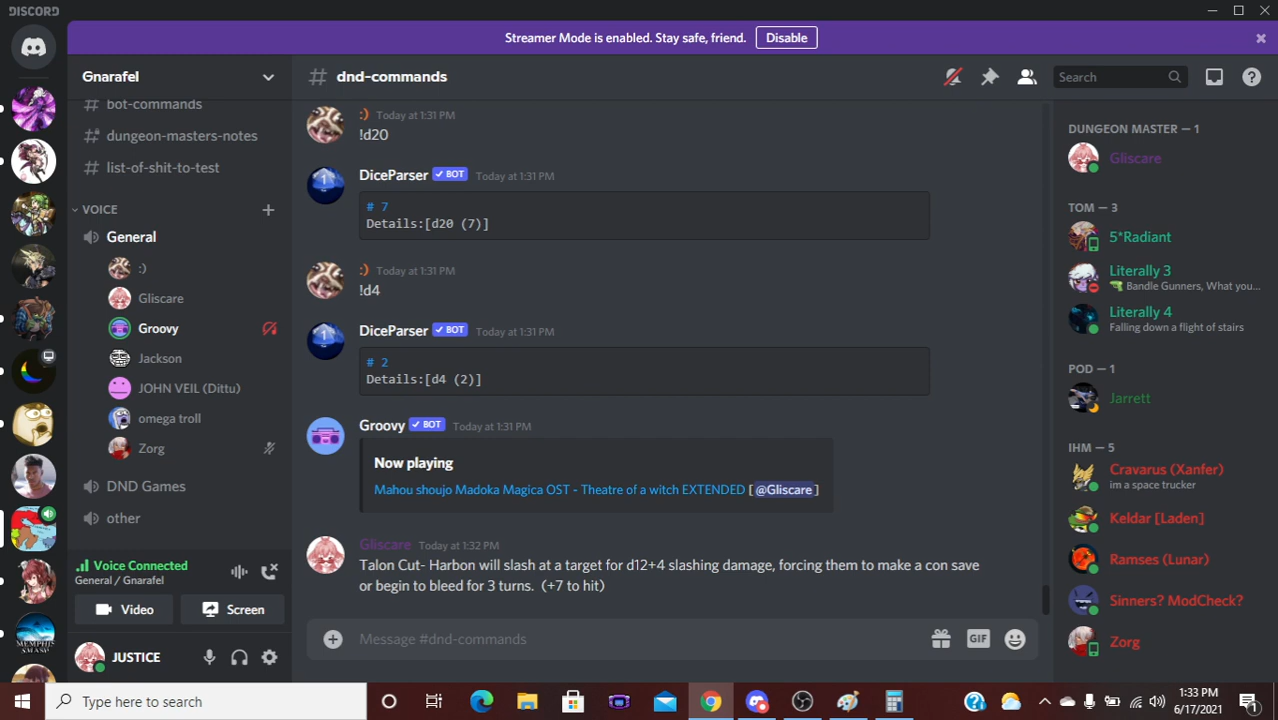 DISCORD
Streamer Mode is enabled. Stay safe, friend. Disable
Gnarafel
# dnd-commands
Search
bot-commands
dungeon-masters-notes
list-of-shit-to-test
VOICE
General
:)
Gliscare
Groovy
Jackson
JOHN VEIL (Dittu)
omega troll
Zorg
DND Games
other
Voice Connected
General / Gnarafel
Video
Screen
JUSTICE
:) Today at 1:31 PM
!d20
DiceParser BOT Today at 1:31 PM
# 7
Details:[d20 (7)]
:) Today at 1:31 PM
!d4
DiceParser BOT Today at 1:31 PM
# 2
Details:[d4 (2)]
Groovy BOT Today at 1:31 PM
Now playing
Mahou shoujo Madoka Magica OST - Theatre of a witch EXTENDED [ @Gliscare ]
Gliscare Today at 1:32 PM
Talon Cut- Harbon will slash at a target for d12+4 slashing damage, forcing them to make a con save
or begin to bleed for 3 turns. (+7 to hit)
Message #dnd-commands
GIF
DUNGEON MASTER — 1
Gliscare
TOM — 3
5*Radiant
Literally 3
Bandle Gunners, What you...
Literally 4
Falling down a flight of stairs
POD — 1
Jarrett
IHM — 5
Cravarus (Xanfer)
im a space trucker
Keldar [Laden]
Ramses (Lunar)
Sinners? ModCheck?
Zorg
Type here to search
1:33 PM
6/17/2021
1